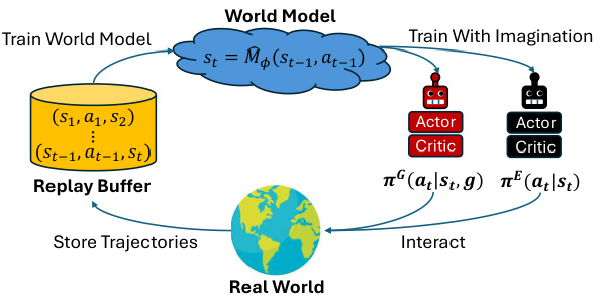 World Model
Train World Model
Train With Imagination
$s_t = \widehat{M}_\phi(s_{t-1}, a_{t-1})$
$(s_1, a_1, s_2)$
⋮
$(s_{t-1}, a_{t-1}, s_t)$
Replay Buffer
Actor
Critic
$\pi^G(a_t|s_t, g)$
Actor
Critic
$\pi^E(a_t|s_t)$
Store Trajectories
Interact
Real World